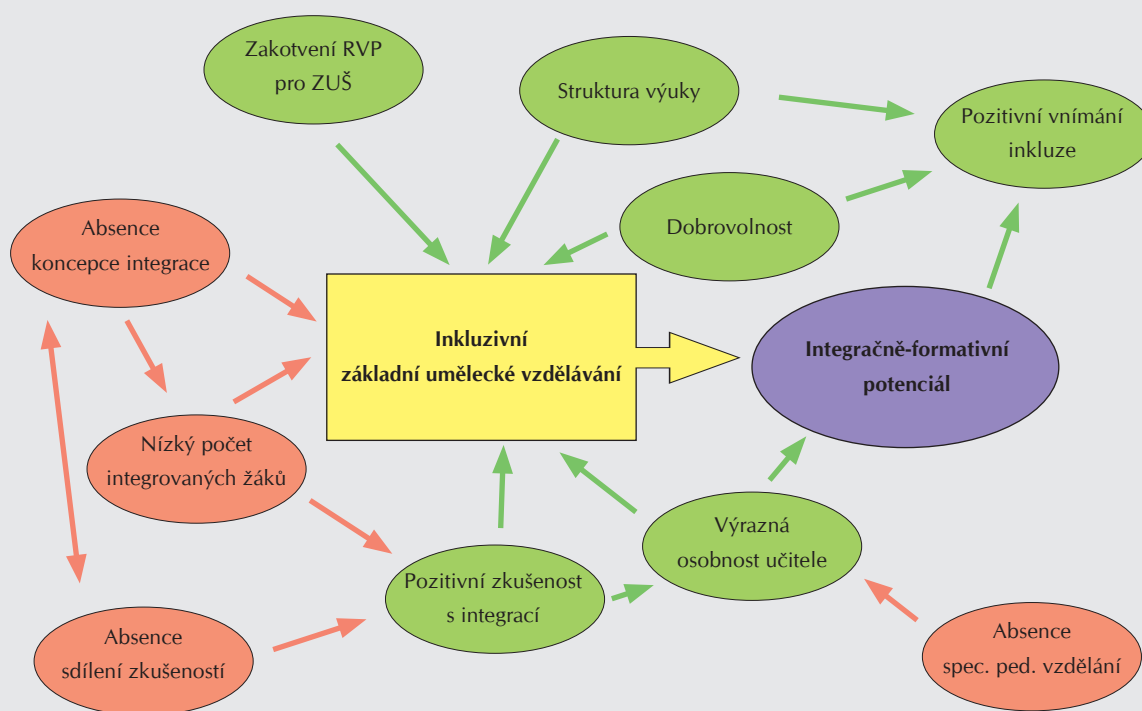 Zakotvení RVP
pro ZUŠ
Struktura výuky
Pozitivní vnímání
inkluze
Absence
koncepce integrace
Dobrovolnost
Inkluzivní
základní umělecké vzdělávání
Integračně-formativní
potenciál
Nízký počet
integrovaných žáků
Výrazná
osobnost učitele
Pozitivní zkušenost
s integrací
Absence
sdílení zkušeností
Absence
spec. ped. vzdělání